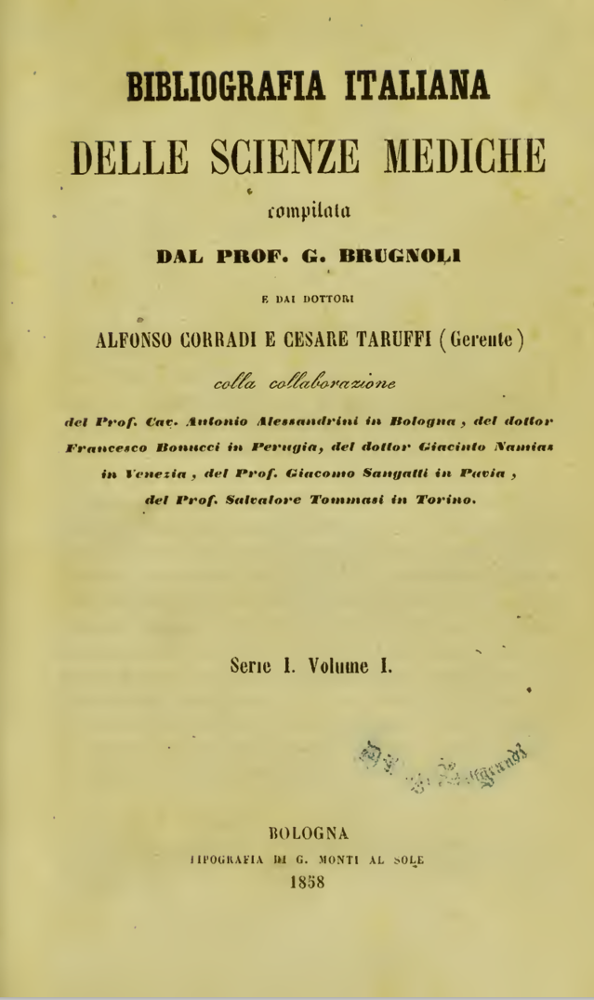 BIBLIOGRAFIA ITALIANA
DELLE SCIENZE MEDICHE
compilata
DAL PROF. G. BRUGNOLI
E DAI DOTTORI
ALFONSO CORRADI E CESARE TARUFFI (Gerente)
colla collaborazione
del Prof. Cav. Antonio Alessandrini in Bologna, del dottor
Francesco Bonucci in Perugia, del dottor Giacinto Namias
in Venezia, del Prof. Giacomo Sangalli in Pavia,
del Prof. Salvatore Tommasi in Torino.
Serie I. Volume I.
BOLOGNA
TIPOGRAFIA DI G. MONTI AL SOLE
1858